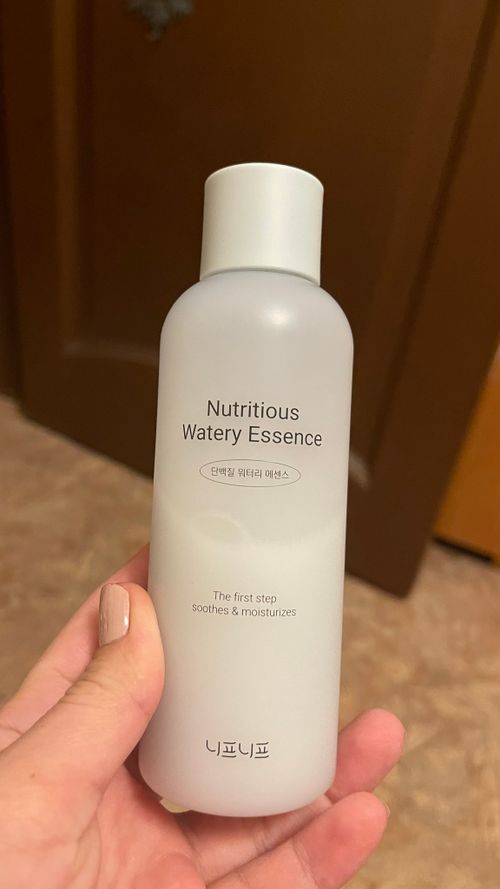 Nutritious
Watery Essence
단백질 워터리 에센스
The first step
soothes & moisturizes
니프니프